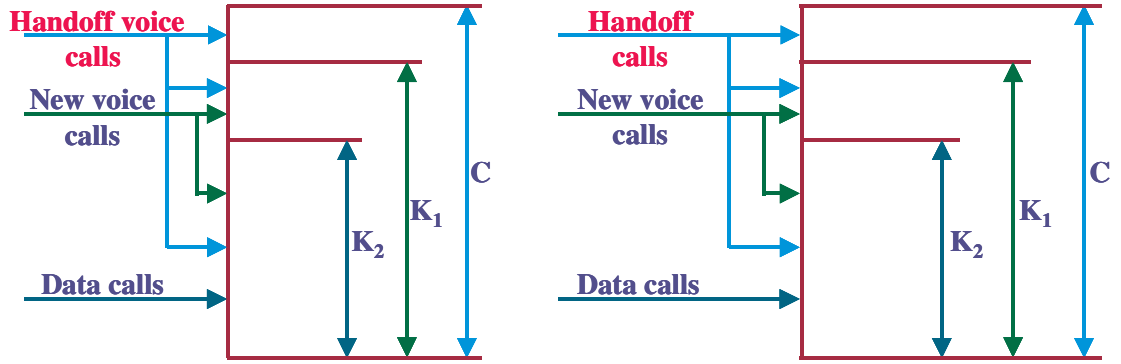 Handoff voice
calls
New voice
calls
Data calls
K2
K1
C
Handoff
calls
New voice
calls
Data calls
K2
K1
C